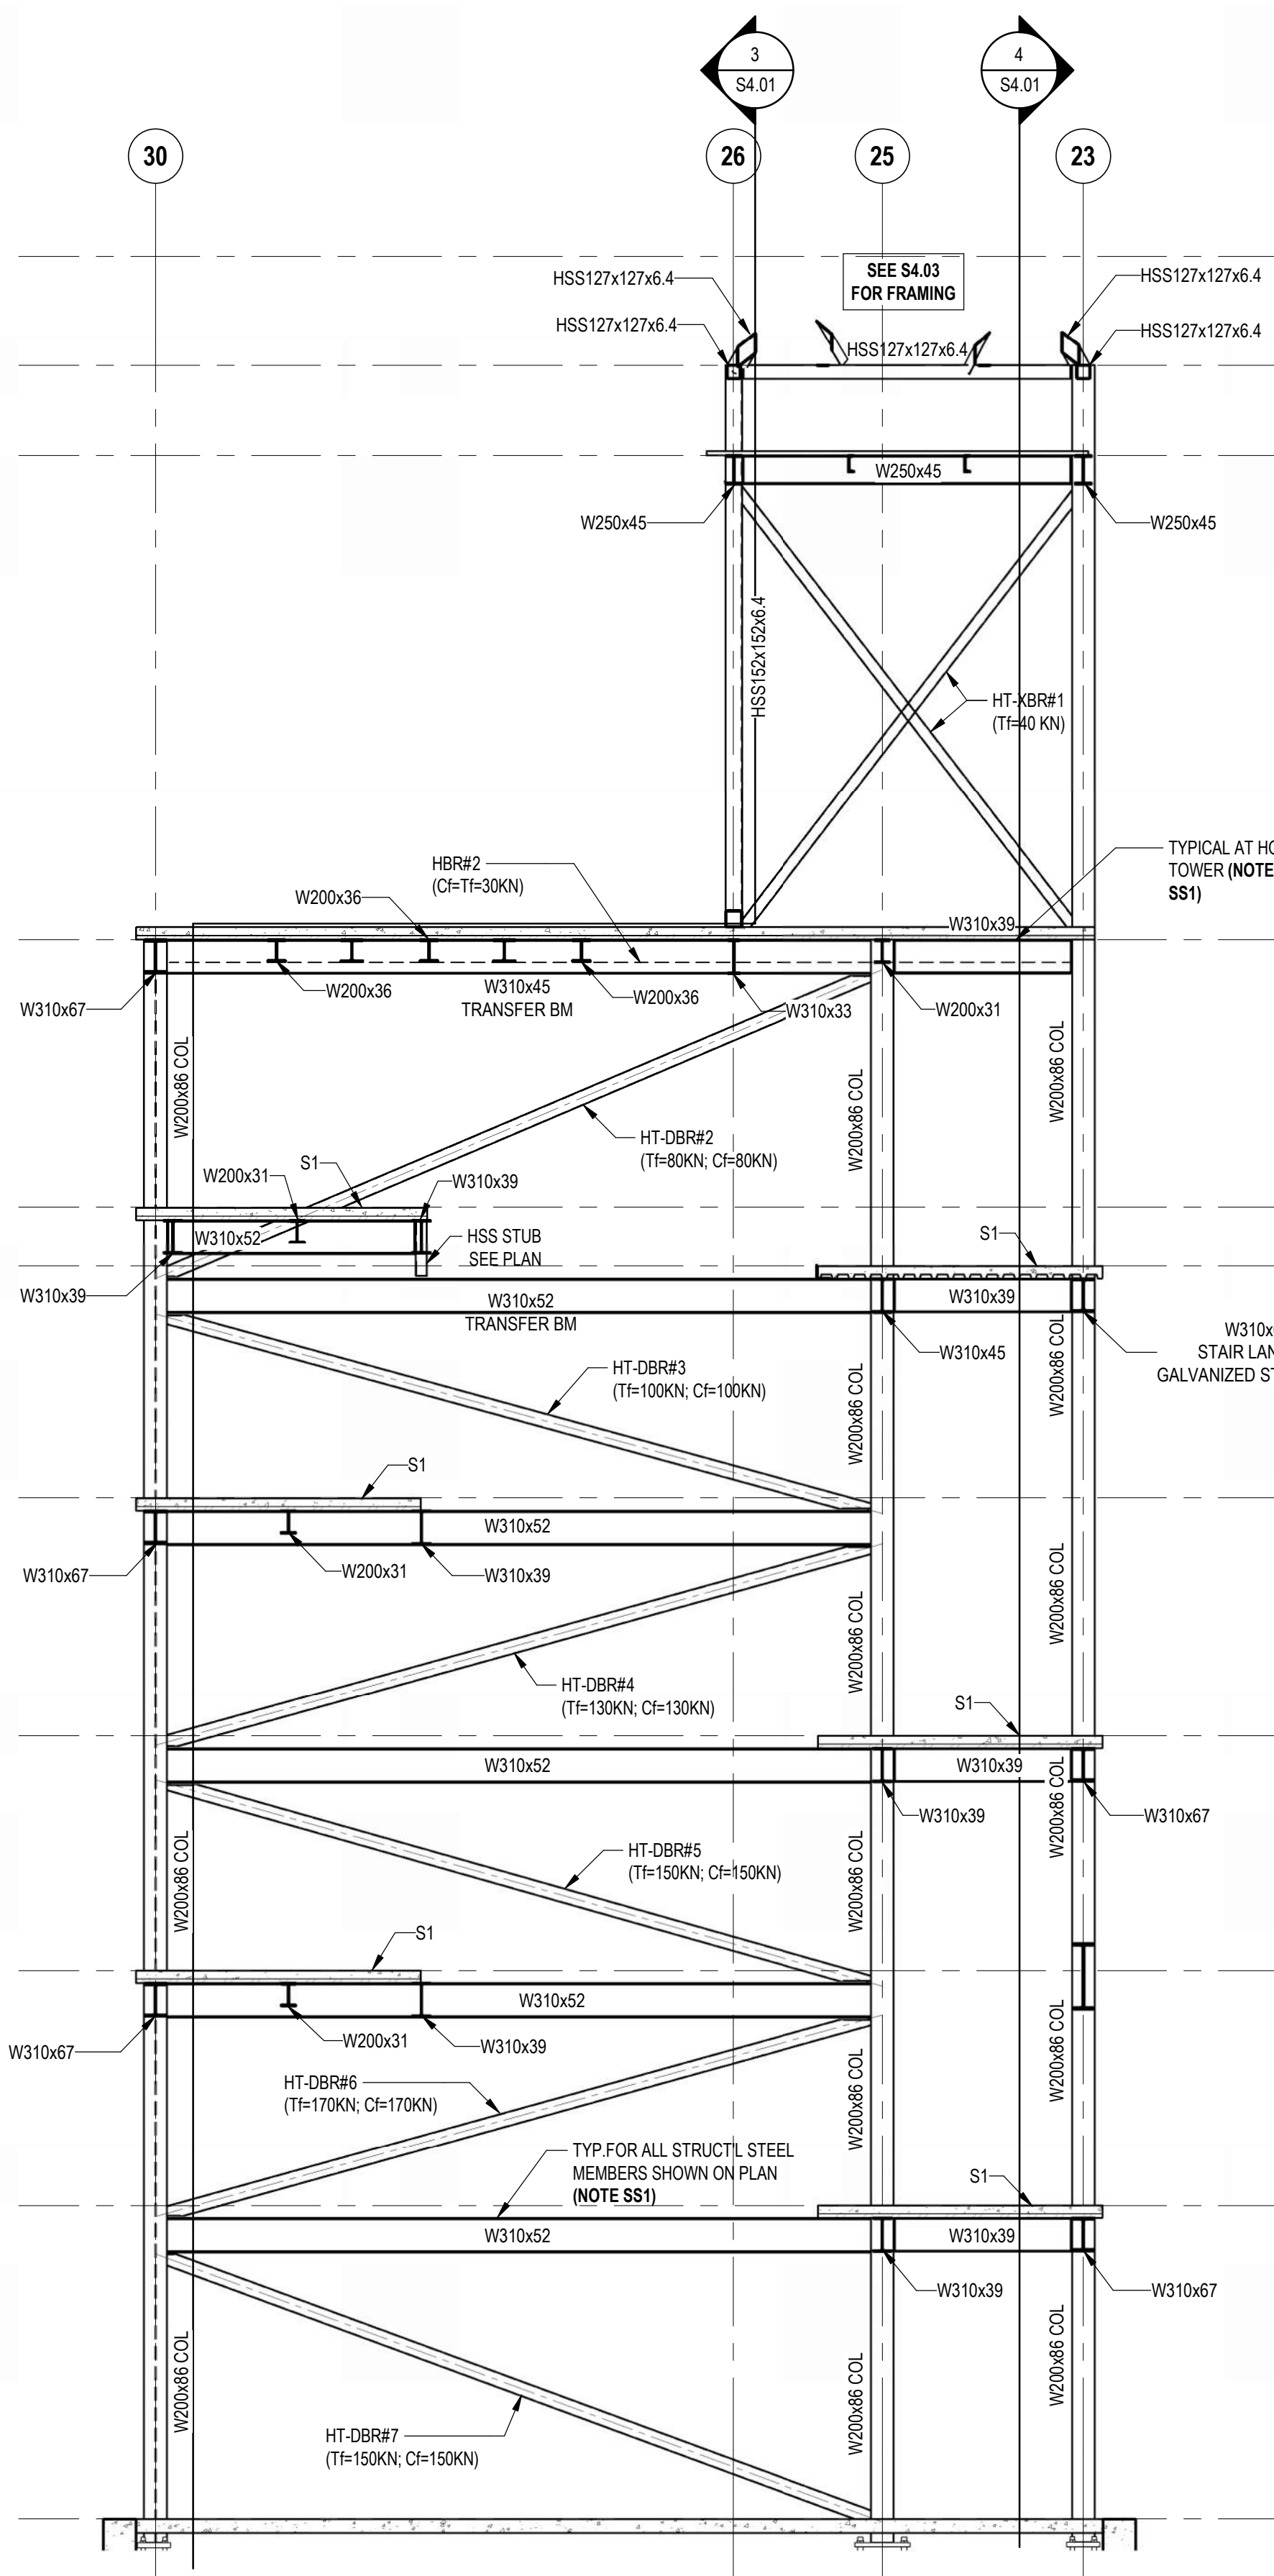 3
S4.01
4
S4.01
30
26
25
23
HSS127x127x6.4
SEE S4.03
FOR FRAMING
HSS127x127x6.4
HSS127x127x6.4
HSS127x127x6.4
HSS127x127x6.4
W250x45
W250x45
W250x45
HSS152x152x6.4
HT-XBR#1
(Tf=40 KN)
TYPICAL AT HO
TOWER (NOTE
SS1)
HBR#2
(Cf=Tf=30KN)
W200x36
W310x39
W310x67
W200x36
W310x45
TRANSFER BM
W200x36
W310x33
W200x31
W200x86 COL
W200x86 COL
W200x86 COL
HT-DBR#2
(Tf=80KN; Cf=80KN)
W200x31
S1
W310x39
W310x52
HSS STUB
SEE PLAN
S1
W310x39
W310x52
TRANSFER BM
W310x39
W310x45
W310x
STAIR LAN
GALVANIZED ST
HT-DBR#3
(Tf=100KN; Cf=100KN)
W200x86 COL
W200x86 COL
S1
W310x52
W310x67
W200x31
W310x39
W200x86 COL
W200x86 COL
HT-DBR#4
(Tf=130KN; Cf=130KN)
S1
W310x52
W310x39
W310x39
W310x67
W200x86 COL
W200x86 COL
W200x86 COL
HT-DBR#5
(Tf=150KN; Cf=150KN)
S1
W310x52
W310x67
W200x31
W310x39
W200x86 COL
W200x86 COL
HT-DBR#6
(Tf=170KN; Cf=170KN)
TYP.FOR ALL STRUCT'L STEEL
MEMBERS SHOWN ON PLAN
(NOTE SS1)
S1
W310x52
W310x39
W310x39
W310x67
W200x86 COL
W200x86 COL
W200x86 COL
HT-DBR#7
(Tf=150KN; Cf=150KN)